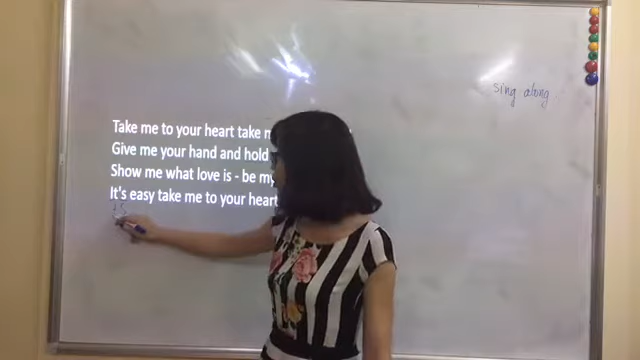 sing along
Take me to your heart take
Give me your hand and hold
Show me what love is - be my
It's easy take me to your heart